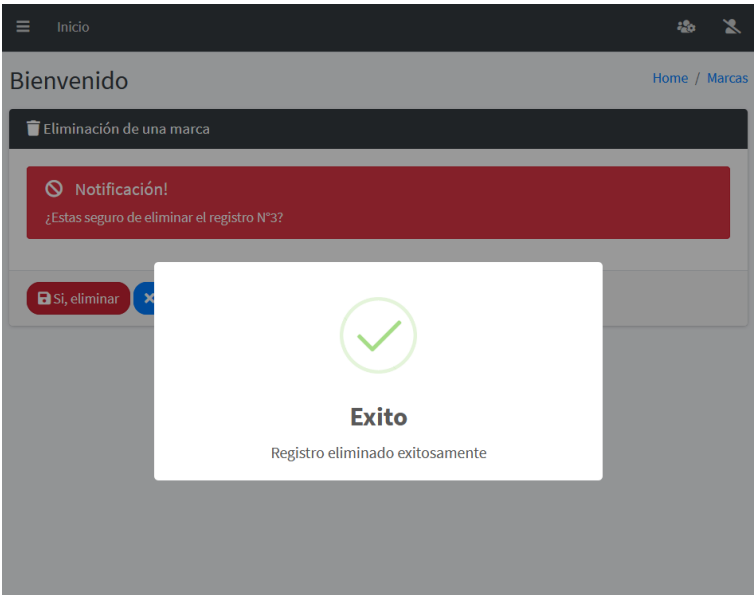 Inicio
Bienvenido
Home / Marcas
Eliminación de una marca
Notificación!
¿Estas seguro de eliminar el registro N°3?
Si, eliminar
Exito
Registro eliminado exitosamente